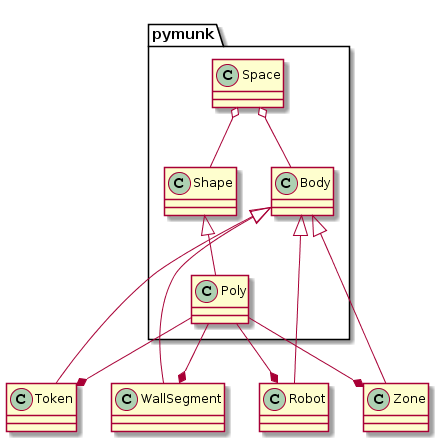 pymunk
C Space
C Shape
C Body
C Poly
C Token
C WallSegment
C Robot
C Zone